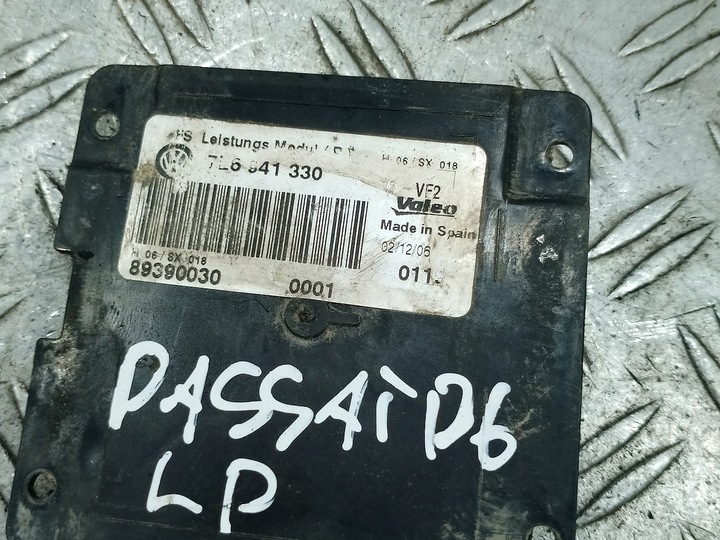 Leistungs Modul
H 06 / SX 018
7L6 941 330
VF2
Valeo
Made in Spain
02/12/06
H 06 / SX 018
89390030 0001 011
PASSAT D6
LP